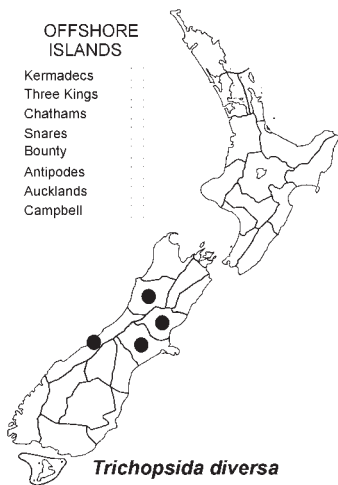 OFFSHORE
ISLANDS
Kermadecs
Three Kings
Chathams
Snares
Bounty
Antipodes
Aucklands
Campbell
Trichopsida diversa